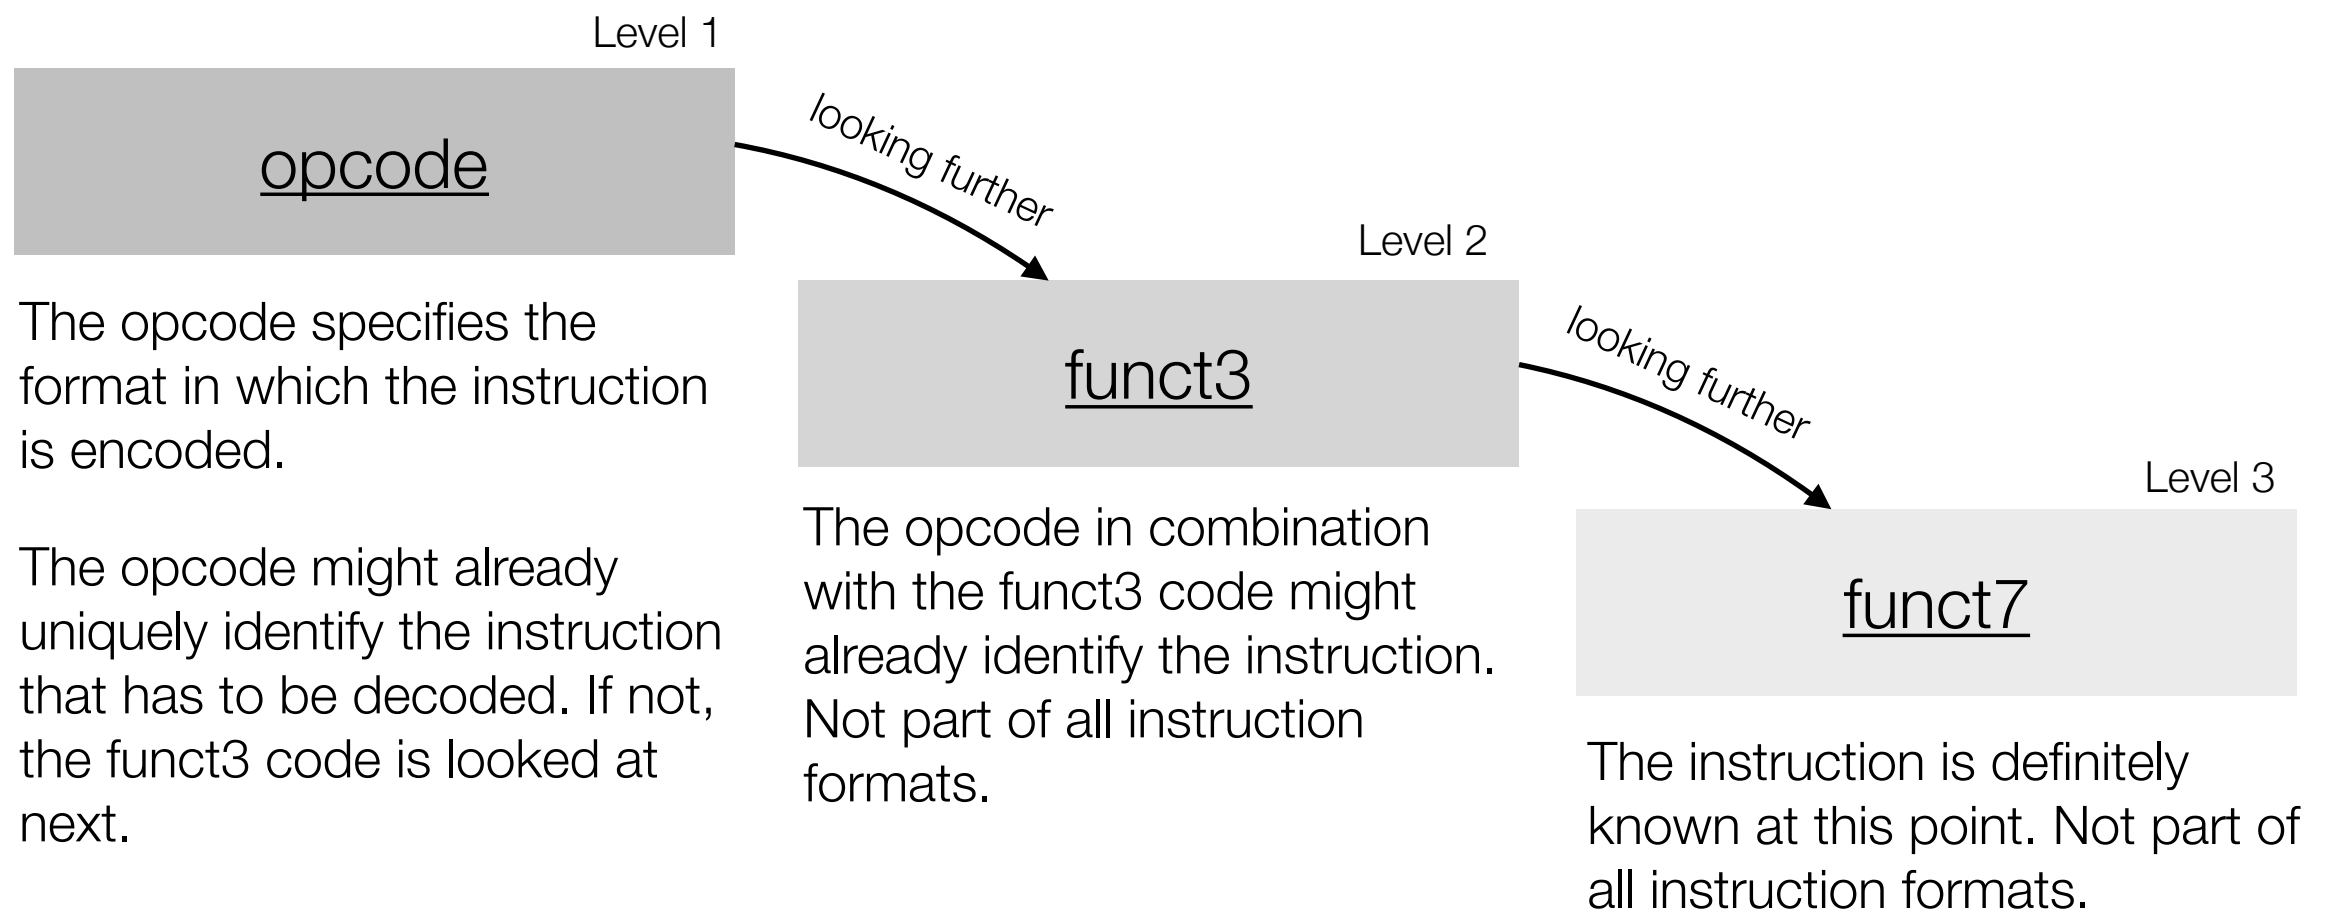 Level 1
opcode
The opcode specifies the
format in which the instruction
is encoded.
The opcode might already
uniquely identify the instruction
that has to be decoded. If not,
the funct3 code is looked at
next.
looking further
Level 2
funct3
The opcode in combination
with the funct3 code might
already identify the instruction.
Not part of all instruction
formats.
looking further
Level 3
funct7
The instruction is definitely
known at this point. Not part of
all instruction formats.